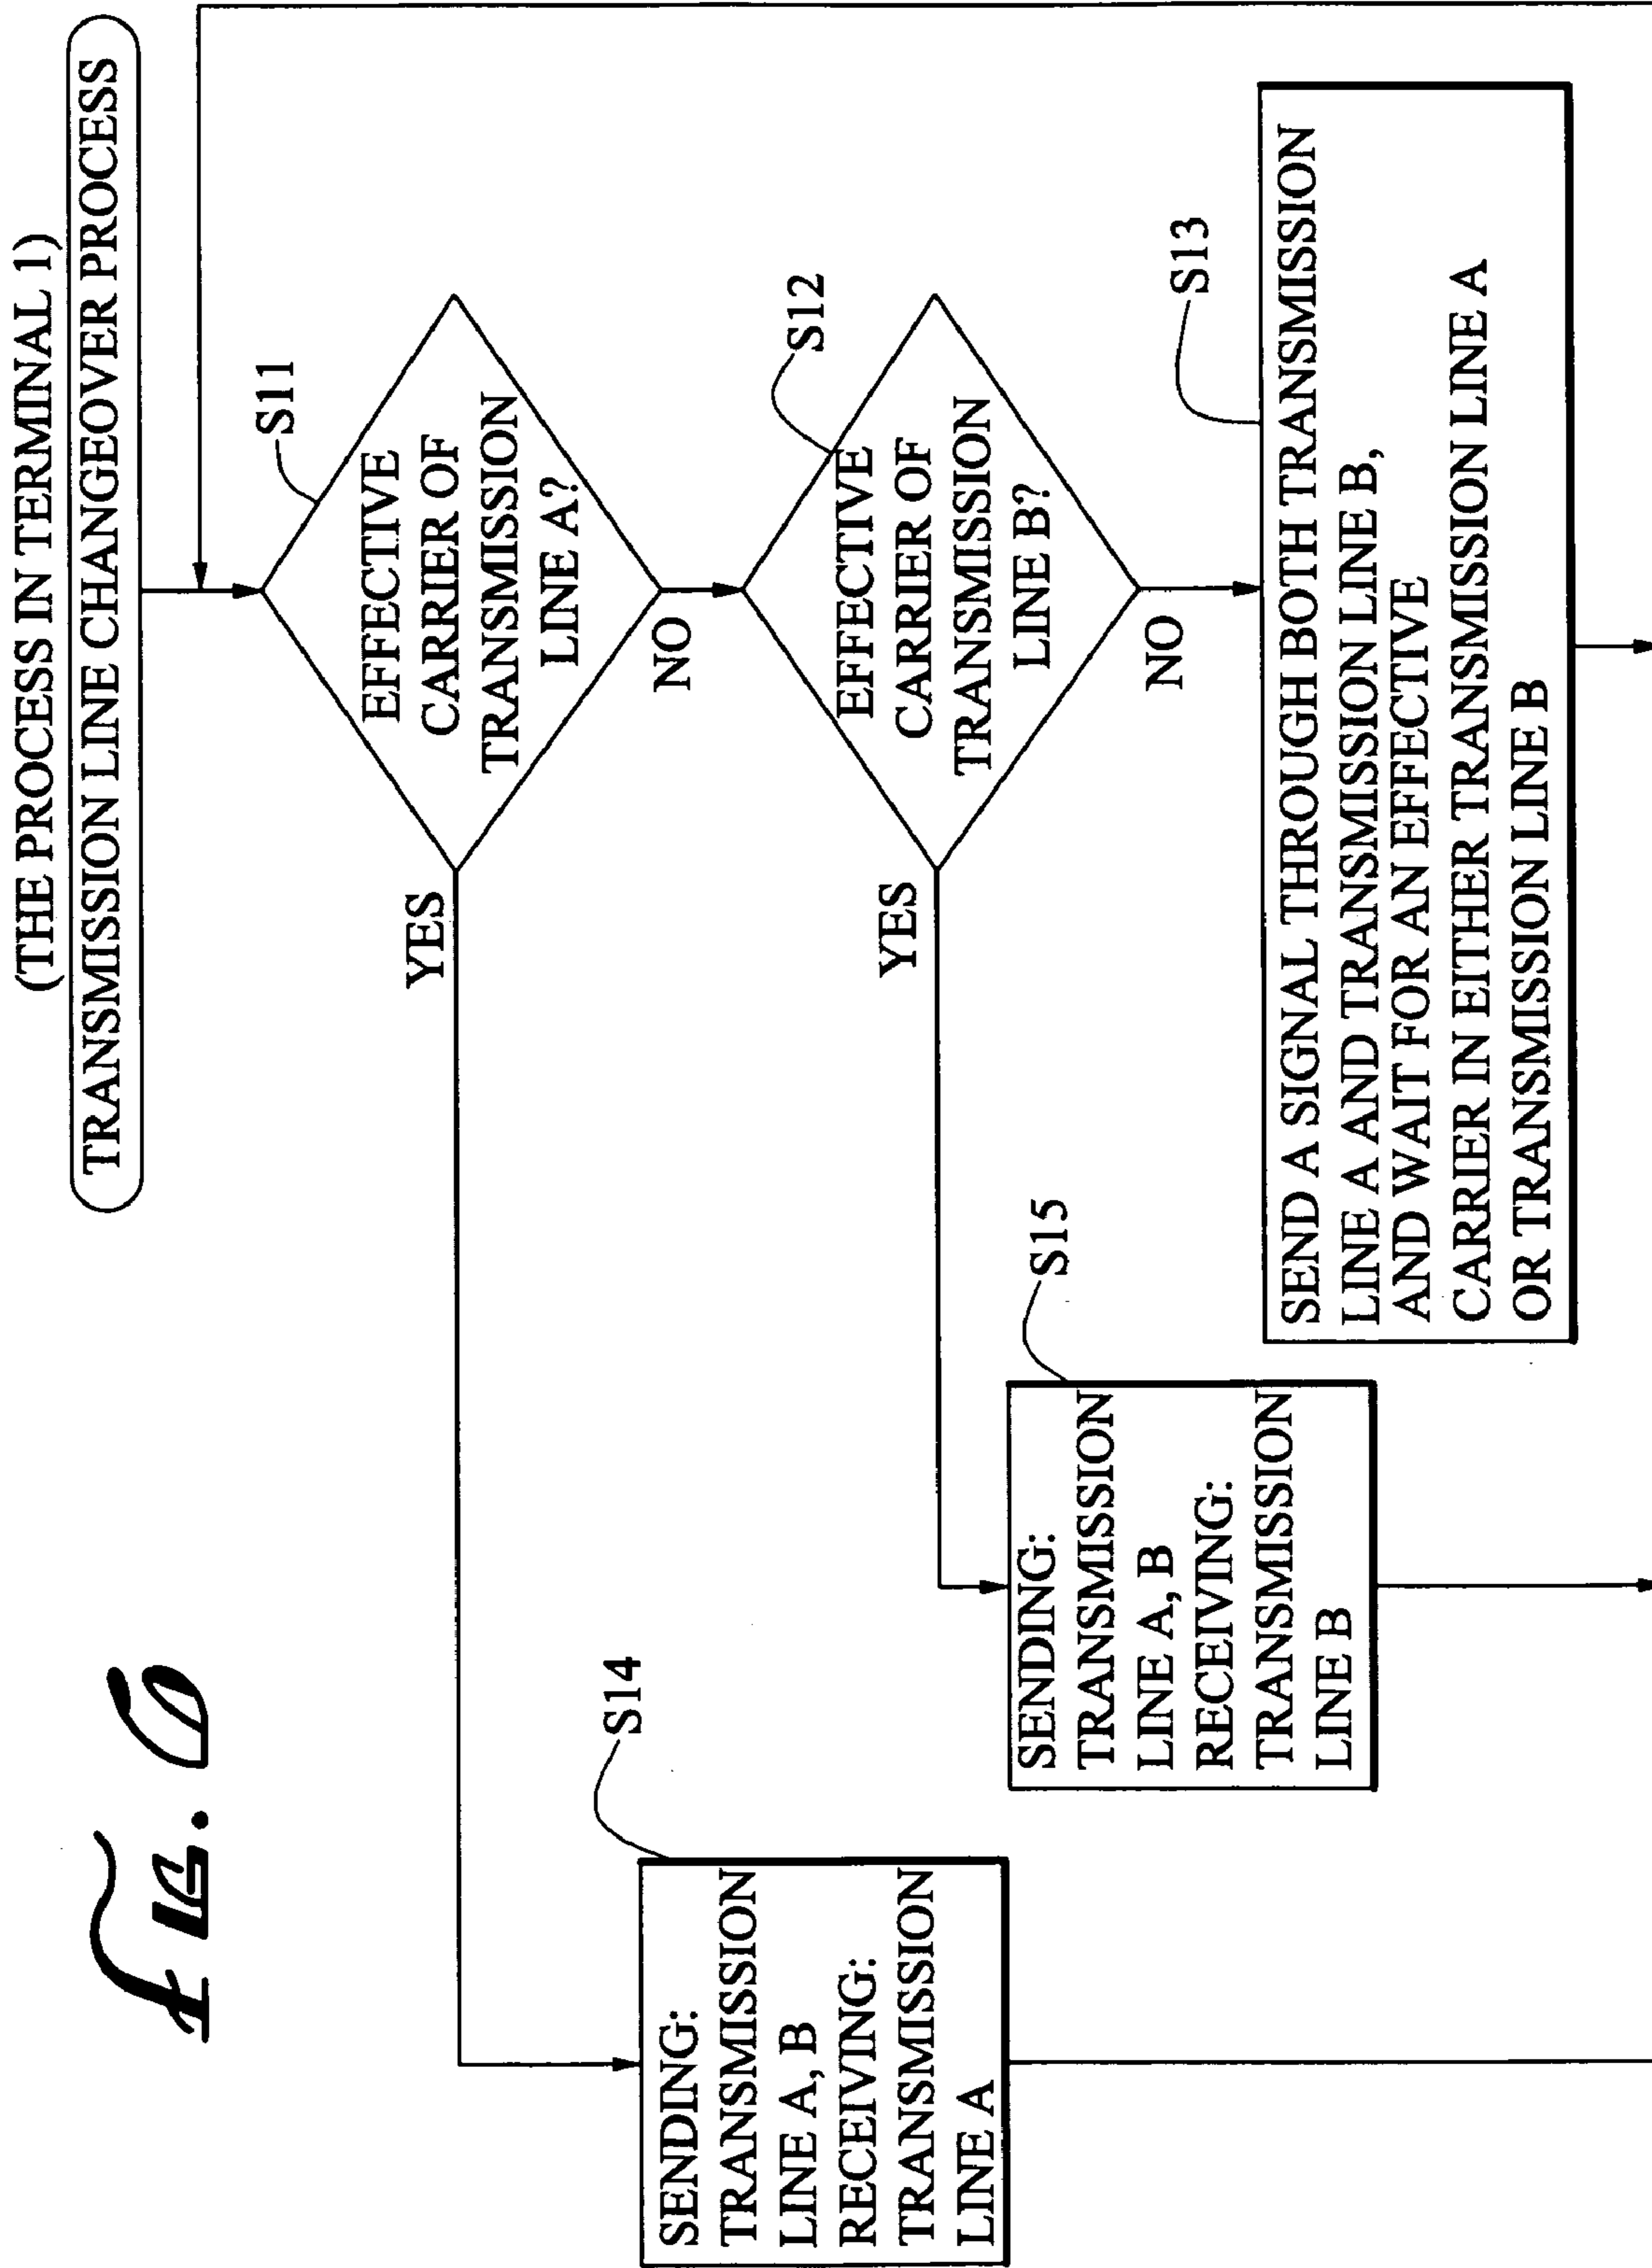 FIG. 6
(THE PROCESS IN TERMINAL 1)
TRANSMISSION LINE CHANGEOVER PROCESS
S11
EFFECTIVE
CARRIER OF
TRANSMISSION
LINE A?
YES
NO
S12
EFFECTIVE
CARRIER OF
TRANSMISSION
LINE B?
YES
NO
S14
SENDING:
TRANSMISSION
LINE A, B
RECEIVING:
TRANSMISSION
LINE A
S15
SENDING:
TRANSMISSION
LINE A, B
RECEIVING:
TRANSMISSION
LINE B
S13
SEND A SIGNAL THROUGH BOTH TRANSMISSION
LINE A AND TRANSMISSION LINE B,
AND WAIT FOR AN EFFECTIVE
CARRIER IN EITHER TRANSMISSION LINE A
OR TRANSMISSION LINE B